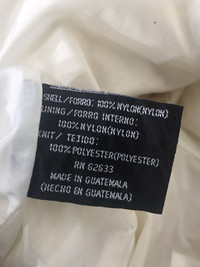 SHELL/FORRO: 100% NYLON(NYLON)
LINING/FORRO INTERNO:
100% NYLON(NYLON)
KNIT/ TEJIDO:
100% POLYESTER(POLYESTER)
RN 62633
MADE IN GUATEMALA
(HECHO EN GUATEMALA)